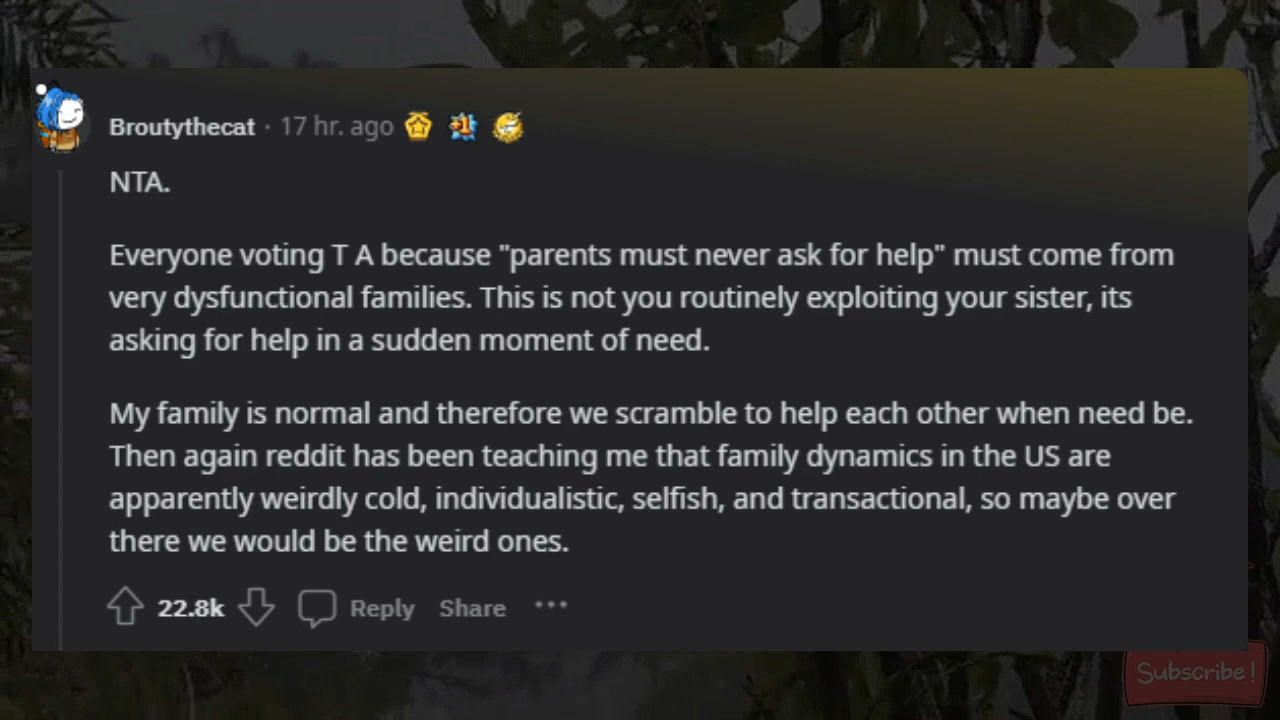 Broutythecat · 17 hr. ago
NTA.
Everyone voting T A because "parents must never ask for help" must come from
very dysfunctional families. This is not you routinely exploiting your sister, its
asking for help in a sudden moment of need.
My family is normal and therefore we scramble to help each other when need be.
Then again reddit has been teaching me that family dynamics in the US are
apparently weirdly cold, individualistic, selfish, and transactional, so maybe over
there we would be the weird ones.
22.8k Reply Share ···
Subscribe!